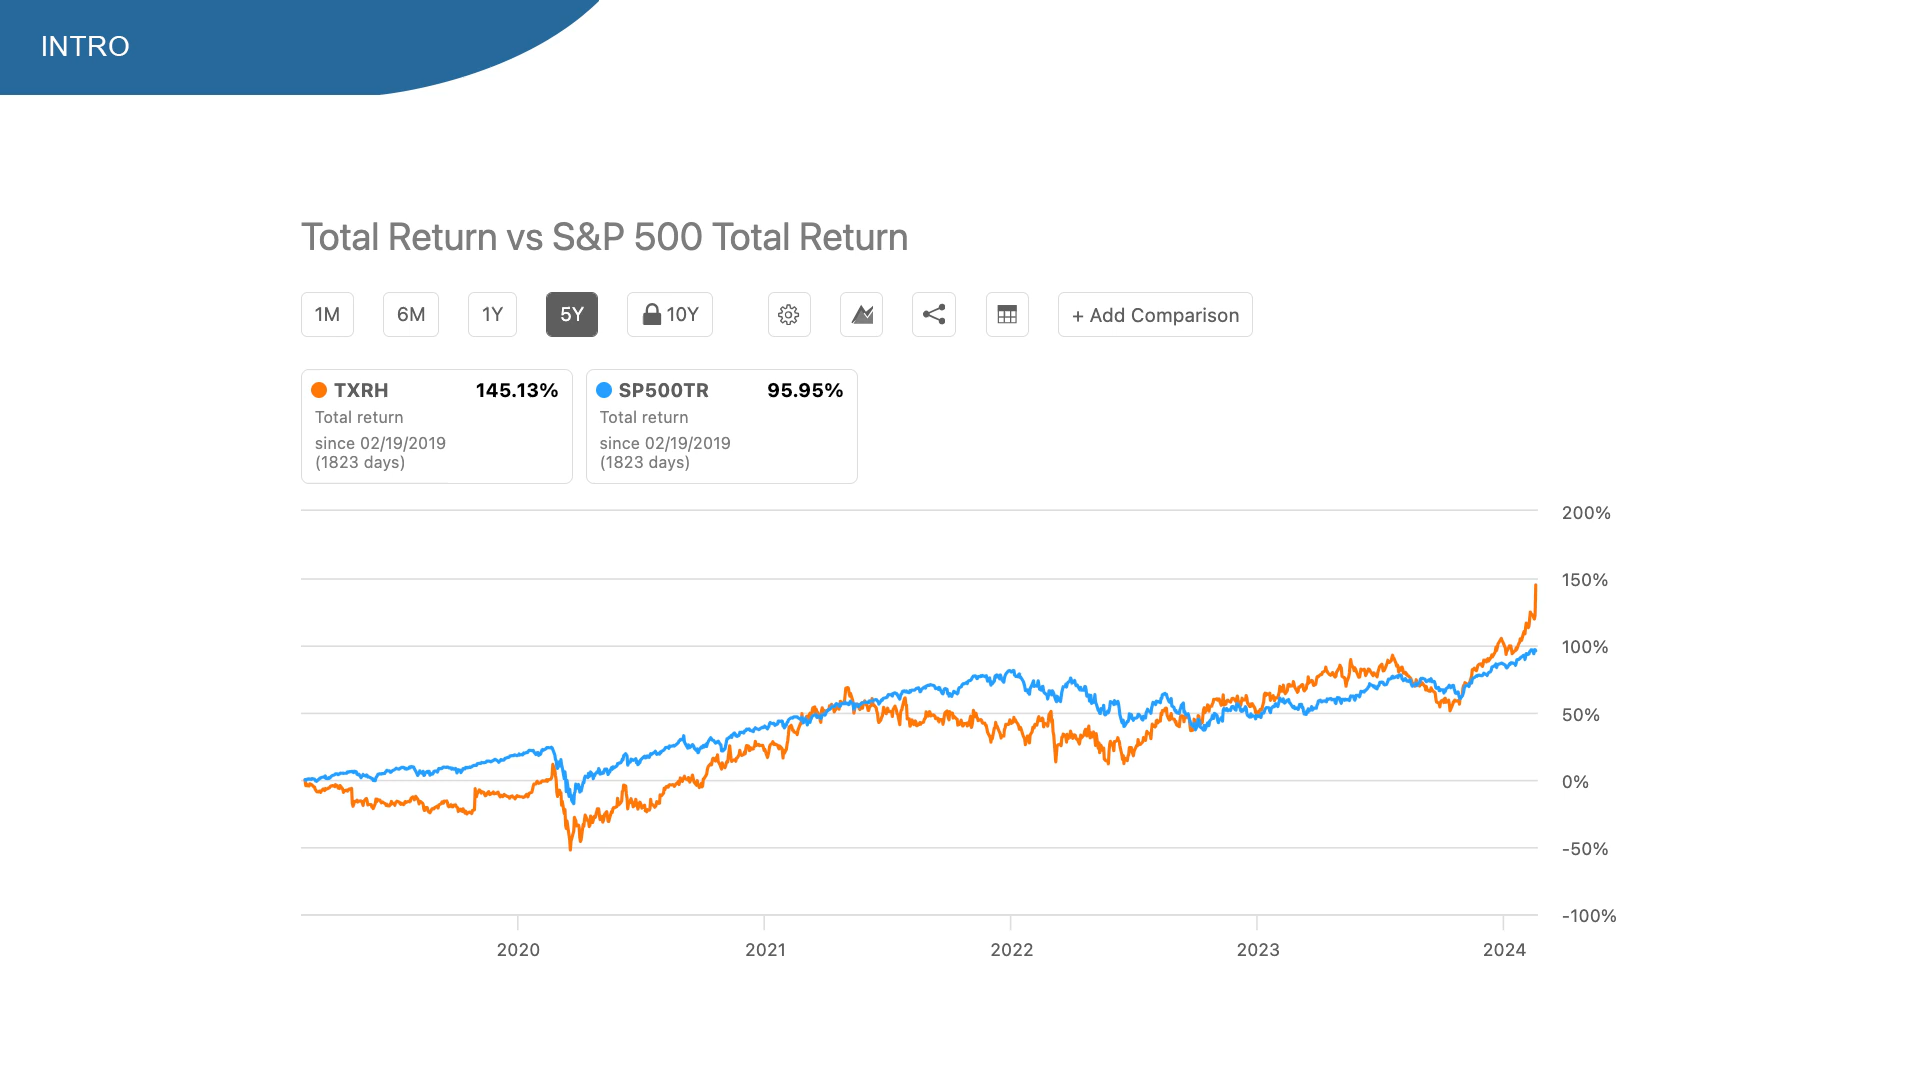 INTRO
Total Return vs S&P 500 Total Return
1M 6M 1Y 5Y 10Y + Add Comparison
TXRH 145.13% SP500TR 95.95%
Total return Total return
since 02/19/2019 since 02/19/2019
(1823 days) (1823 days)
200%
150%
100%
50%
0%
-50%
-100%
2020 2021 2022 2023 2024